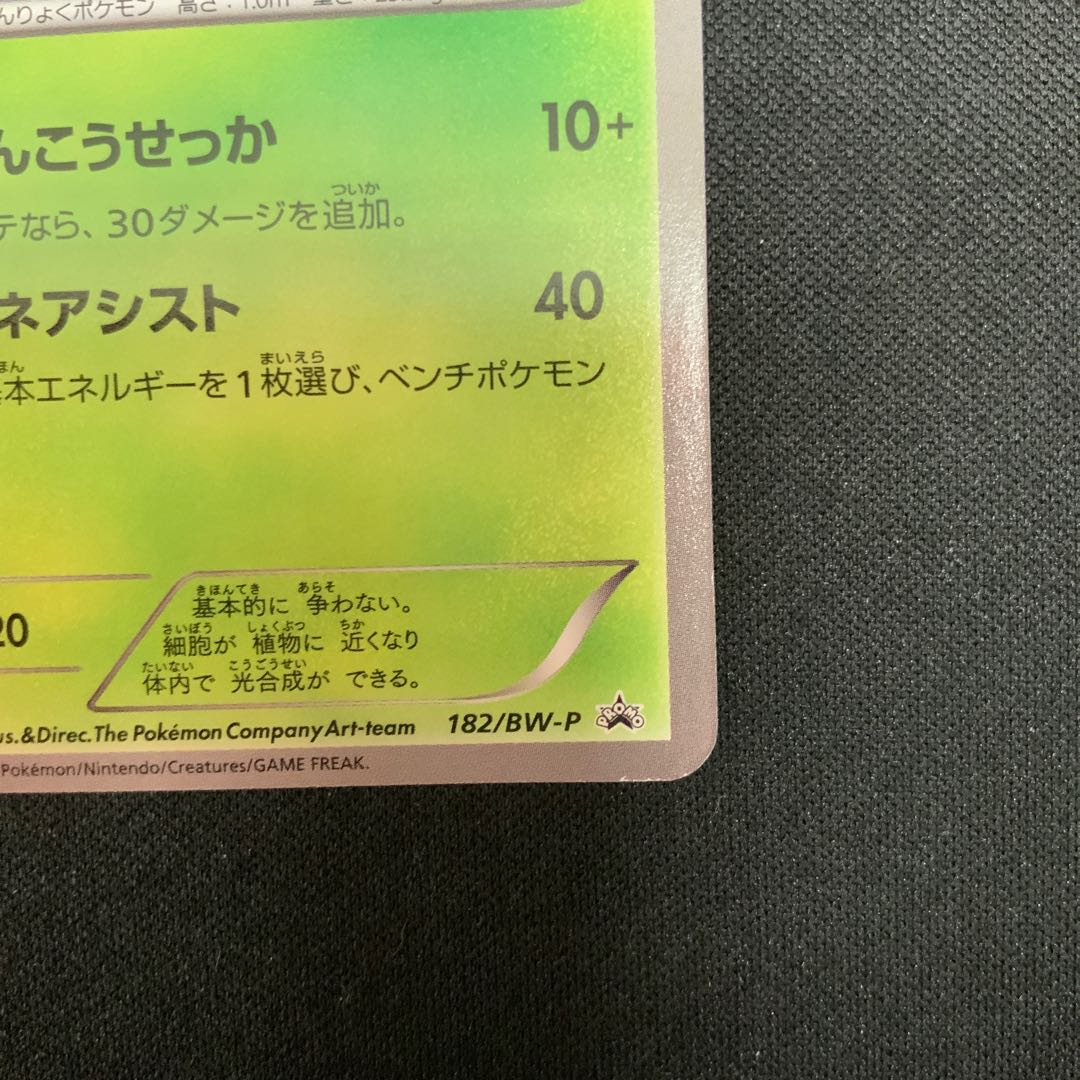 んりょくポケモン 高さ：1.0m 重さ：
んこうせっか 10+
テなら、30ダメージを追加。
ついか
ネアシスト 40
本エネルギーを1枚選び、ベンチポケモン
ほん まいえら
きほんてき あらそ
基本的に 争わない。
さいぼう しょくぶつ ちか
細胞が 植物に 近くなり
たいない こうごうせい
体内で 光合成が できる。
20
us.&Direc.The Pokémon Company Art-team 182/BW-P PROMO
Pokémon/Nintendo/Creatures/GAME FREAK.